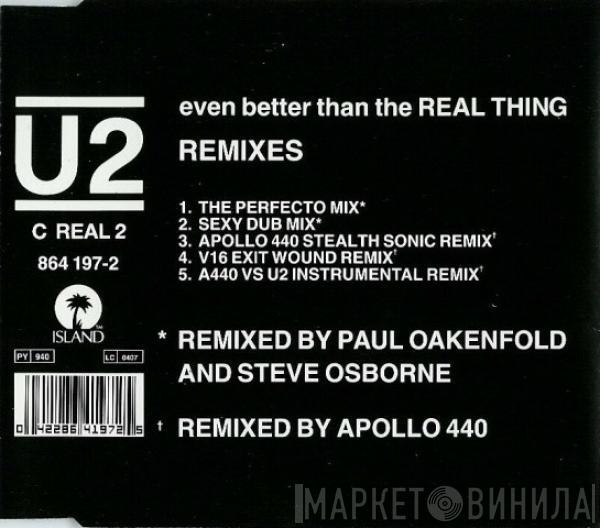 U2
C REAL 2
864 197-2
ISLAND
PY 940
LC 0407
0 42286 41972 5
even better than the REAL THING
REMIXES
1. THE PERFECTO MIX*
2. SEXY DUB MIX*
3. APOLLO 440 STEALTH SONIC REMIX†
4. V16 EXIT WOUND REMIX†
5. A440 VS U2 INSTRUMENTAL REMIX†
* REMIXED BY PAUL OAKENFOLD
AND STEVE OSBORNE
† REMIXED BY APOLLO 440
МАРКЕТ ВИНИЛА